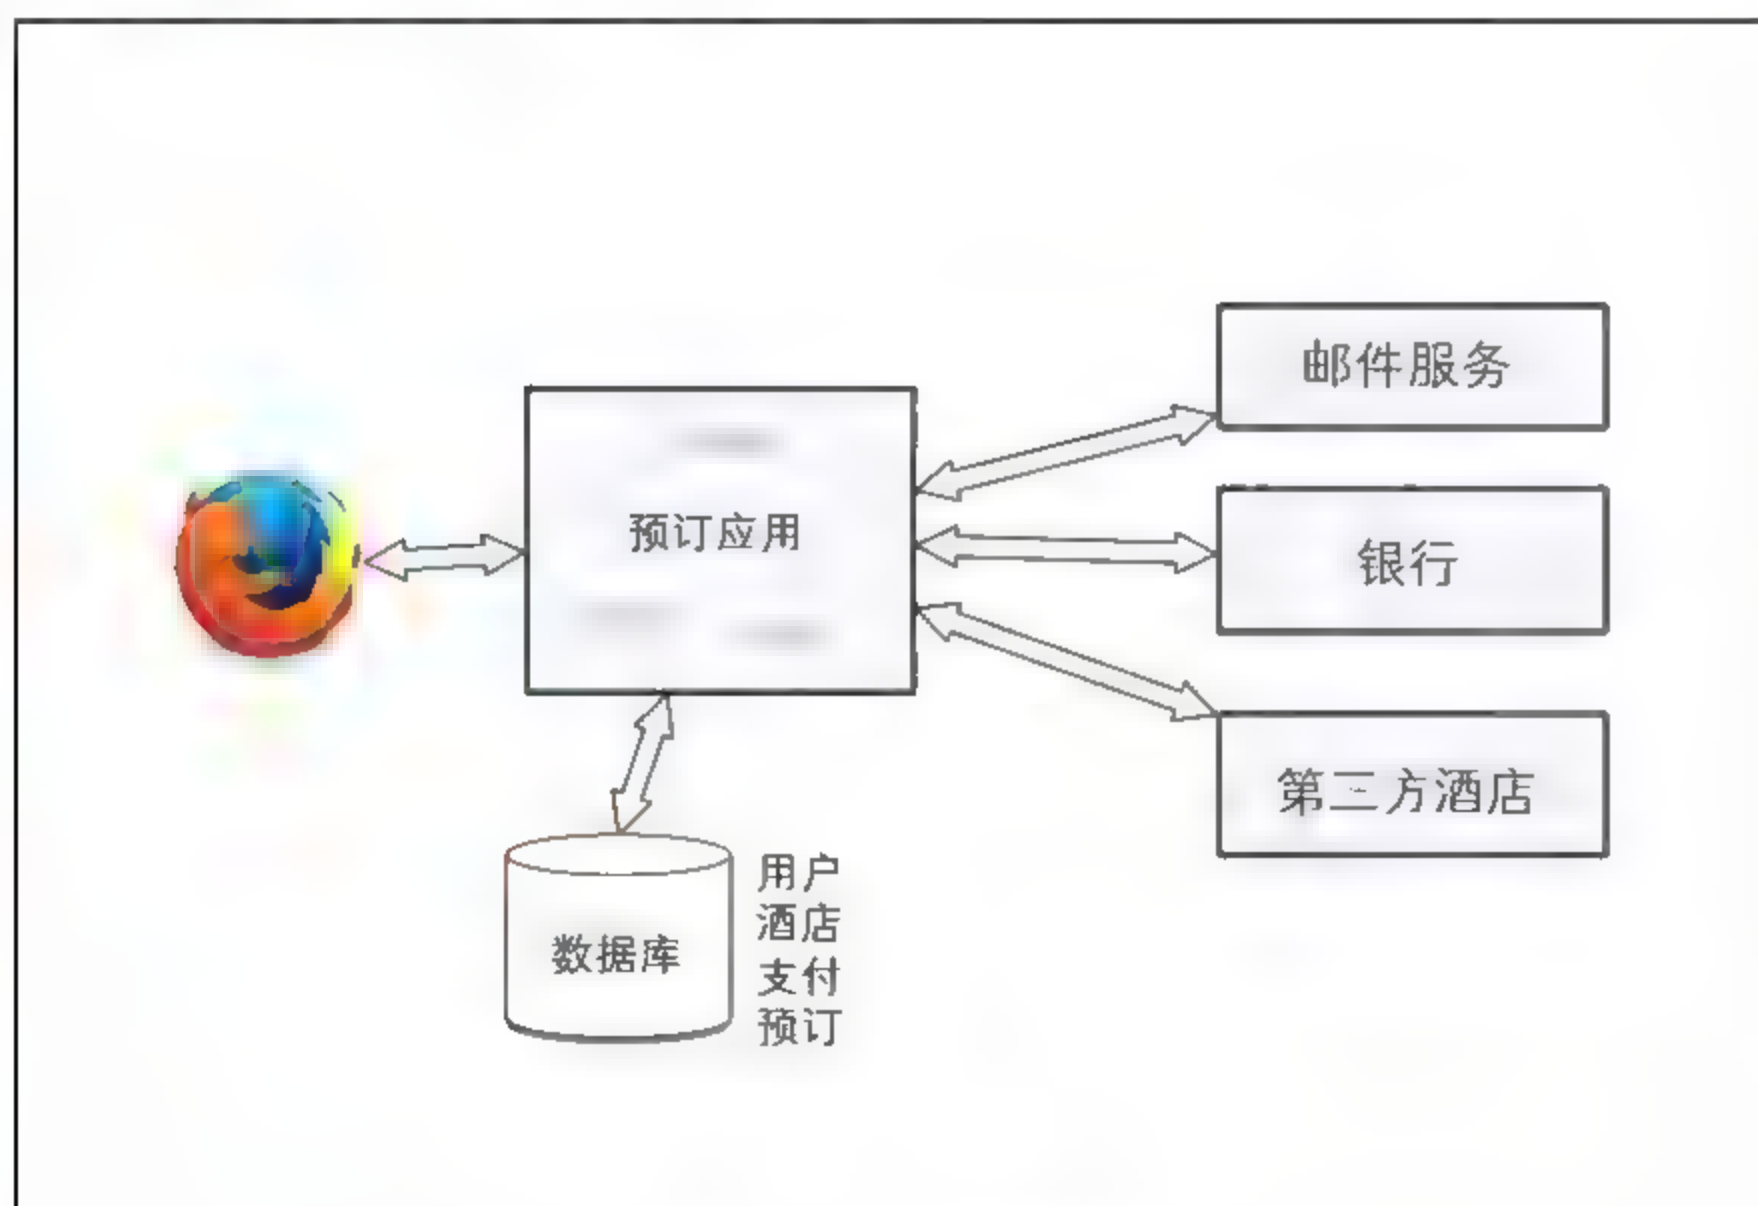 邮件服务
预订应用
银行
第三方酒店
数据库
用户
酒店
支付
预订